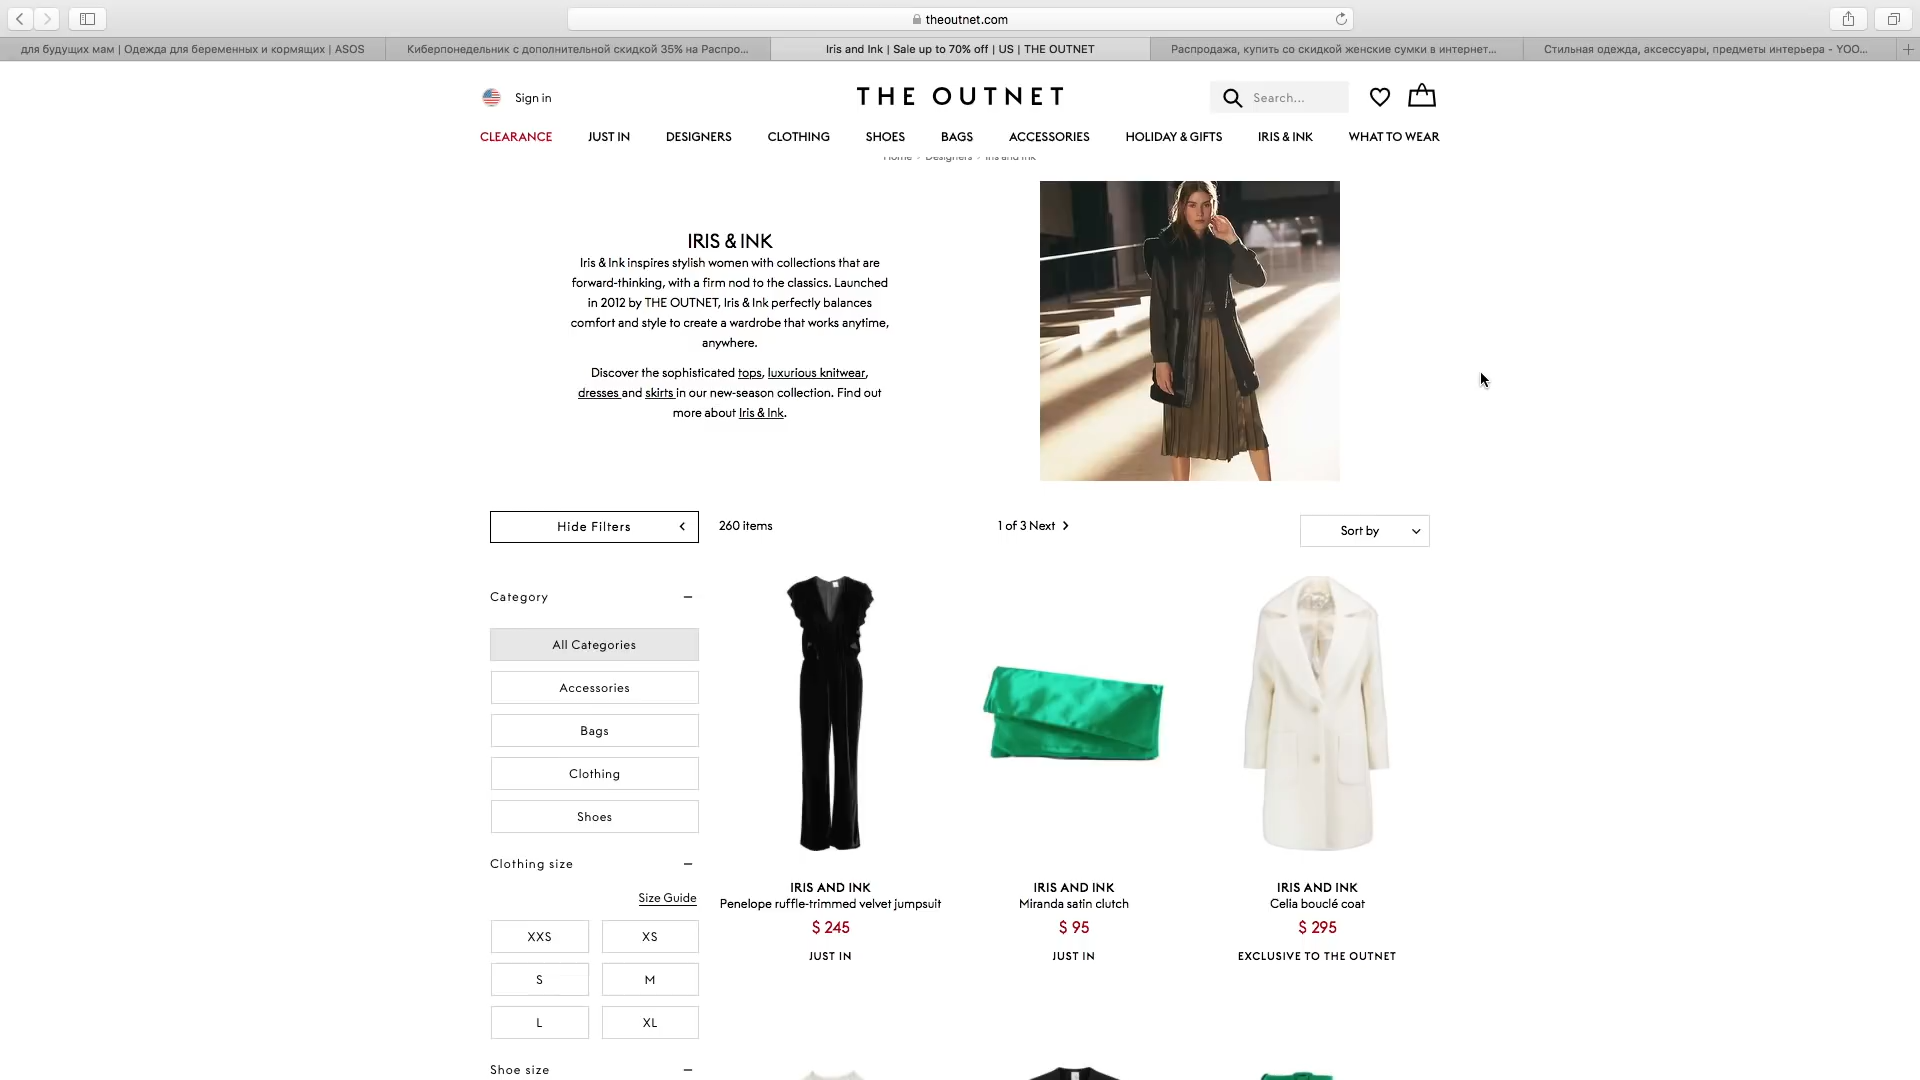 theoutnet.com
для будущих мам | Одежда для беременных и кормящих | ASOS
Киберпонедельник с дополнительной скидкой 35% на Распро...
Iris and Ink | Sale up to 70% off | US | THE OUTNET
Распродажа, купить со скидкой женские сумки в интернет...
Стильная одежда, аксессуары, предметы интерьера - YOO...
Sign in
THE OUTNET
Search...
CLEARANCE
JUST IN
DESIGNERS
CLOTHING
SHOES
BAGS
ACCESSORIES
HOLIDAY & GIFTS
IRIS & INK
WHAT TO WEAR
Home > Designers > Iris and Ink
IRIS & INK
Iris & Ink inspires stylish women with collections that are
forward-thinking, with a firm nod to the classics. Launched
in 2012 by THE OUTNET, Iris & Ink perfectly balances
comfort and style to create a wardrobe that works anytime,
anywhere.
Discover the sophisticated tops, luxurious knitwear,
dresses and skirts in our new-season collection. Find out
more about Iris & Ink.
Hide Filters
260 items
1 of 3 Next
Sort by
Category
All Categories
Accessories
Bags
Clothing
Shoes
Clothing size
Size Guide
XXS
XS
S
M
L
XL
Shoe size
IRIS AND INK
Penelope ruffle-trimmed velvet jumpsuit
$ 245
JUST IN
IRIS AND INK
Miranda satin clutch
$ 95
JUST IN
IRIS AND INK
Celia bouclé coat
$ 295
EXCLUSIVE TO THE OUTNET